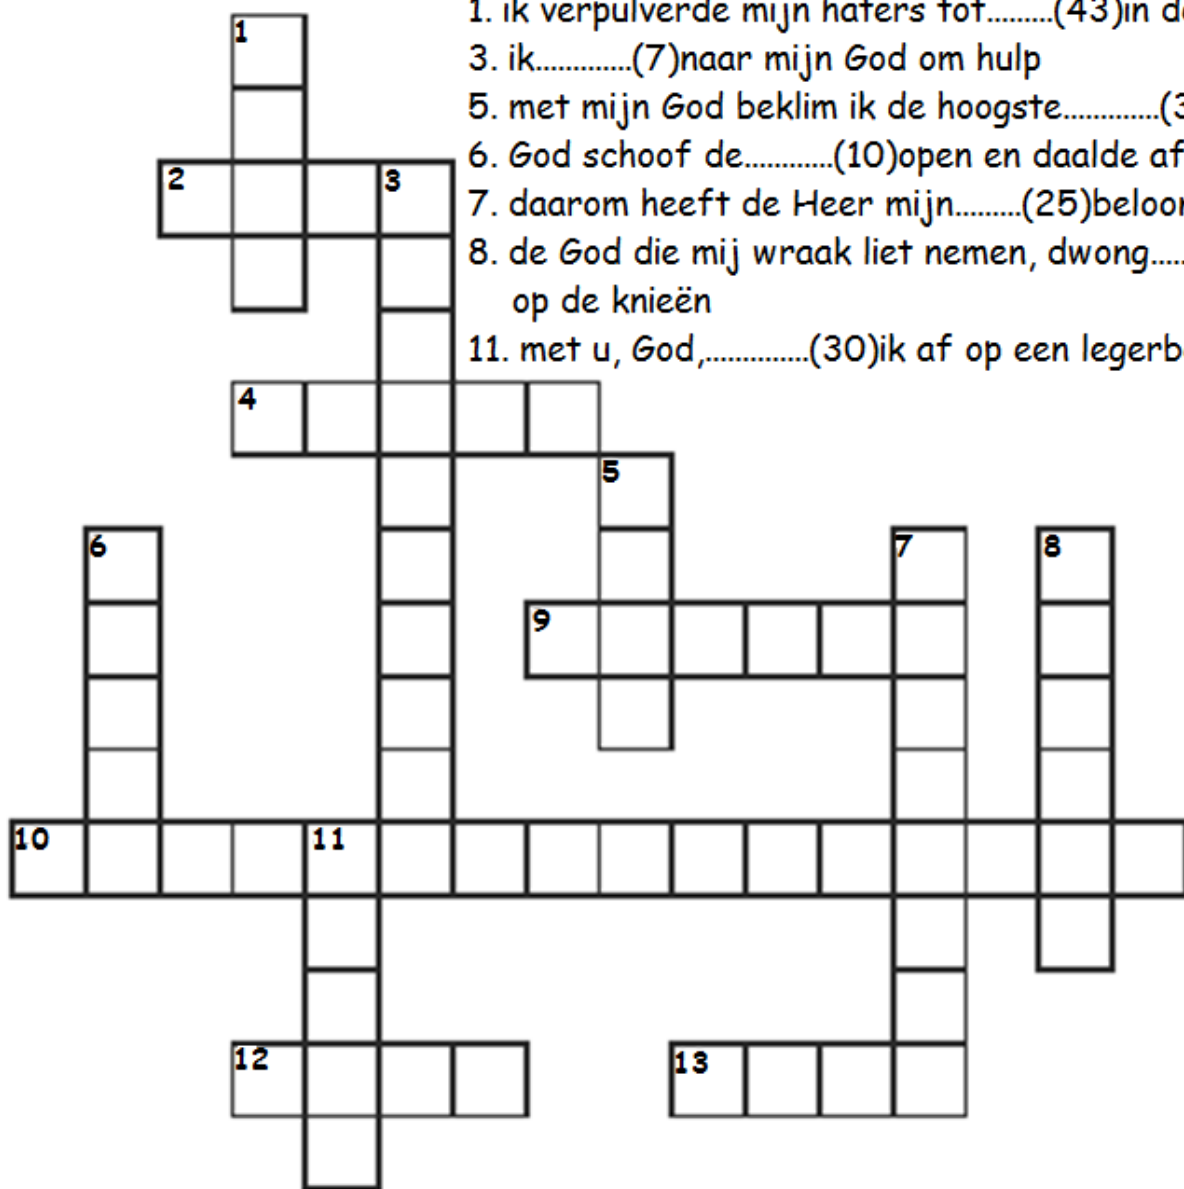 1. ik verpulverde mijn haters tot.........(43)in d
3. ik.............(7)naar mijn God om hulp
5. met mijn God beklim ik de hoogste.............(3
6. God schoof de............(10)open en daalde af
7. daarom heeft de Heer mijn.........(25)beloo
8. de God die mij wraak liet nemen, dwong.....
op de knieën
11. met u, God,..............(30)ik af op een legerb
1
2 3
4
5
6 7 8
9
10 11
12 13